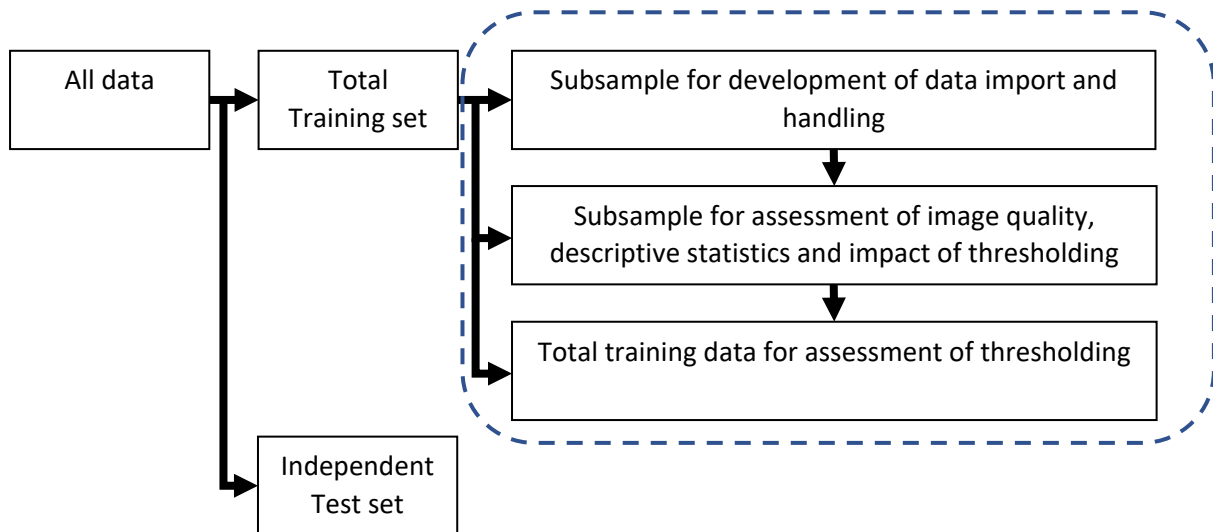 All data
Total
Training set
Subsample for development of data import and
handling
Subsample for assessment of image quality,
descriptive statistics and impact of thresholding
Total training data for assessment of thresholding
Independent
Test set